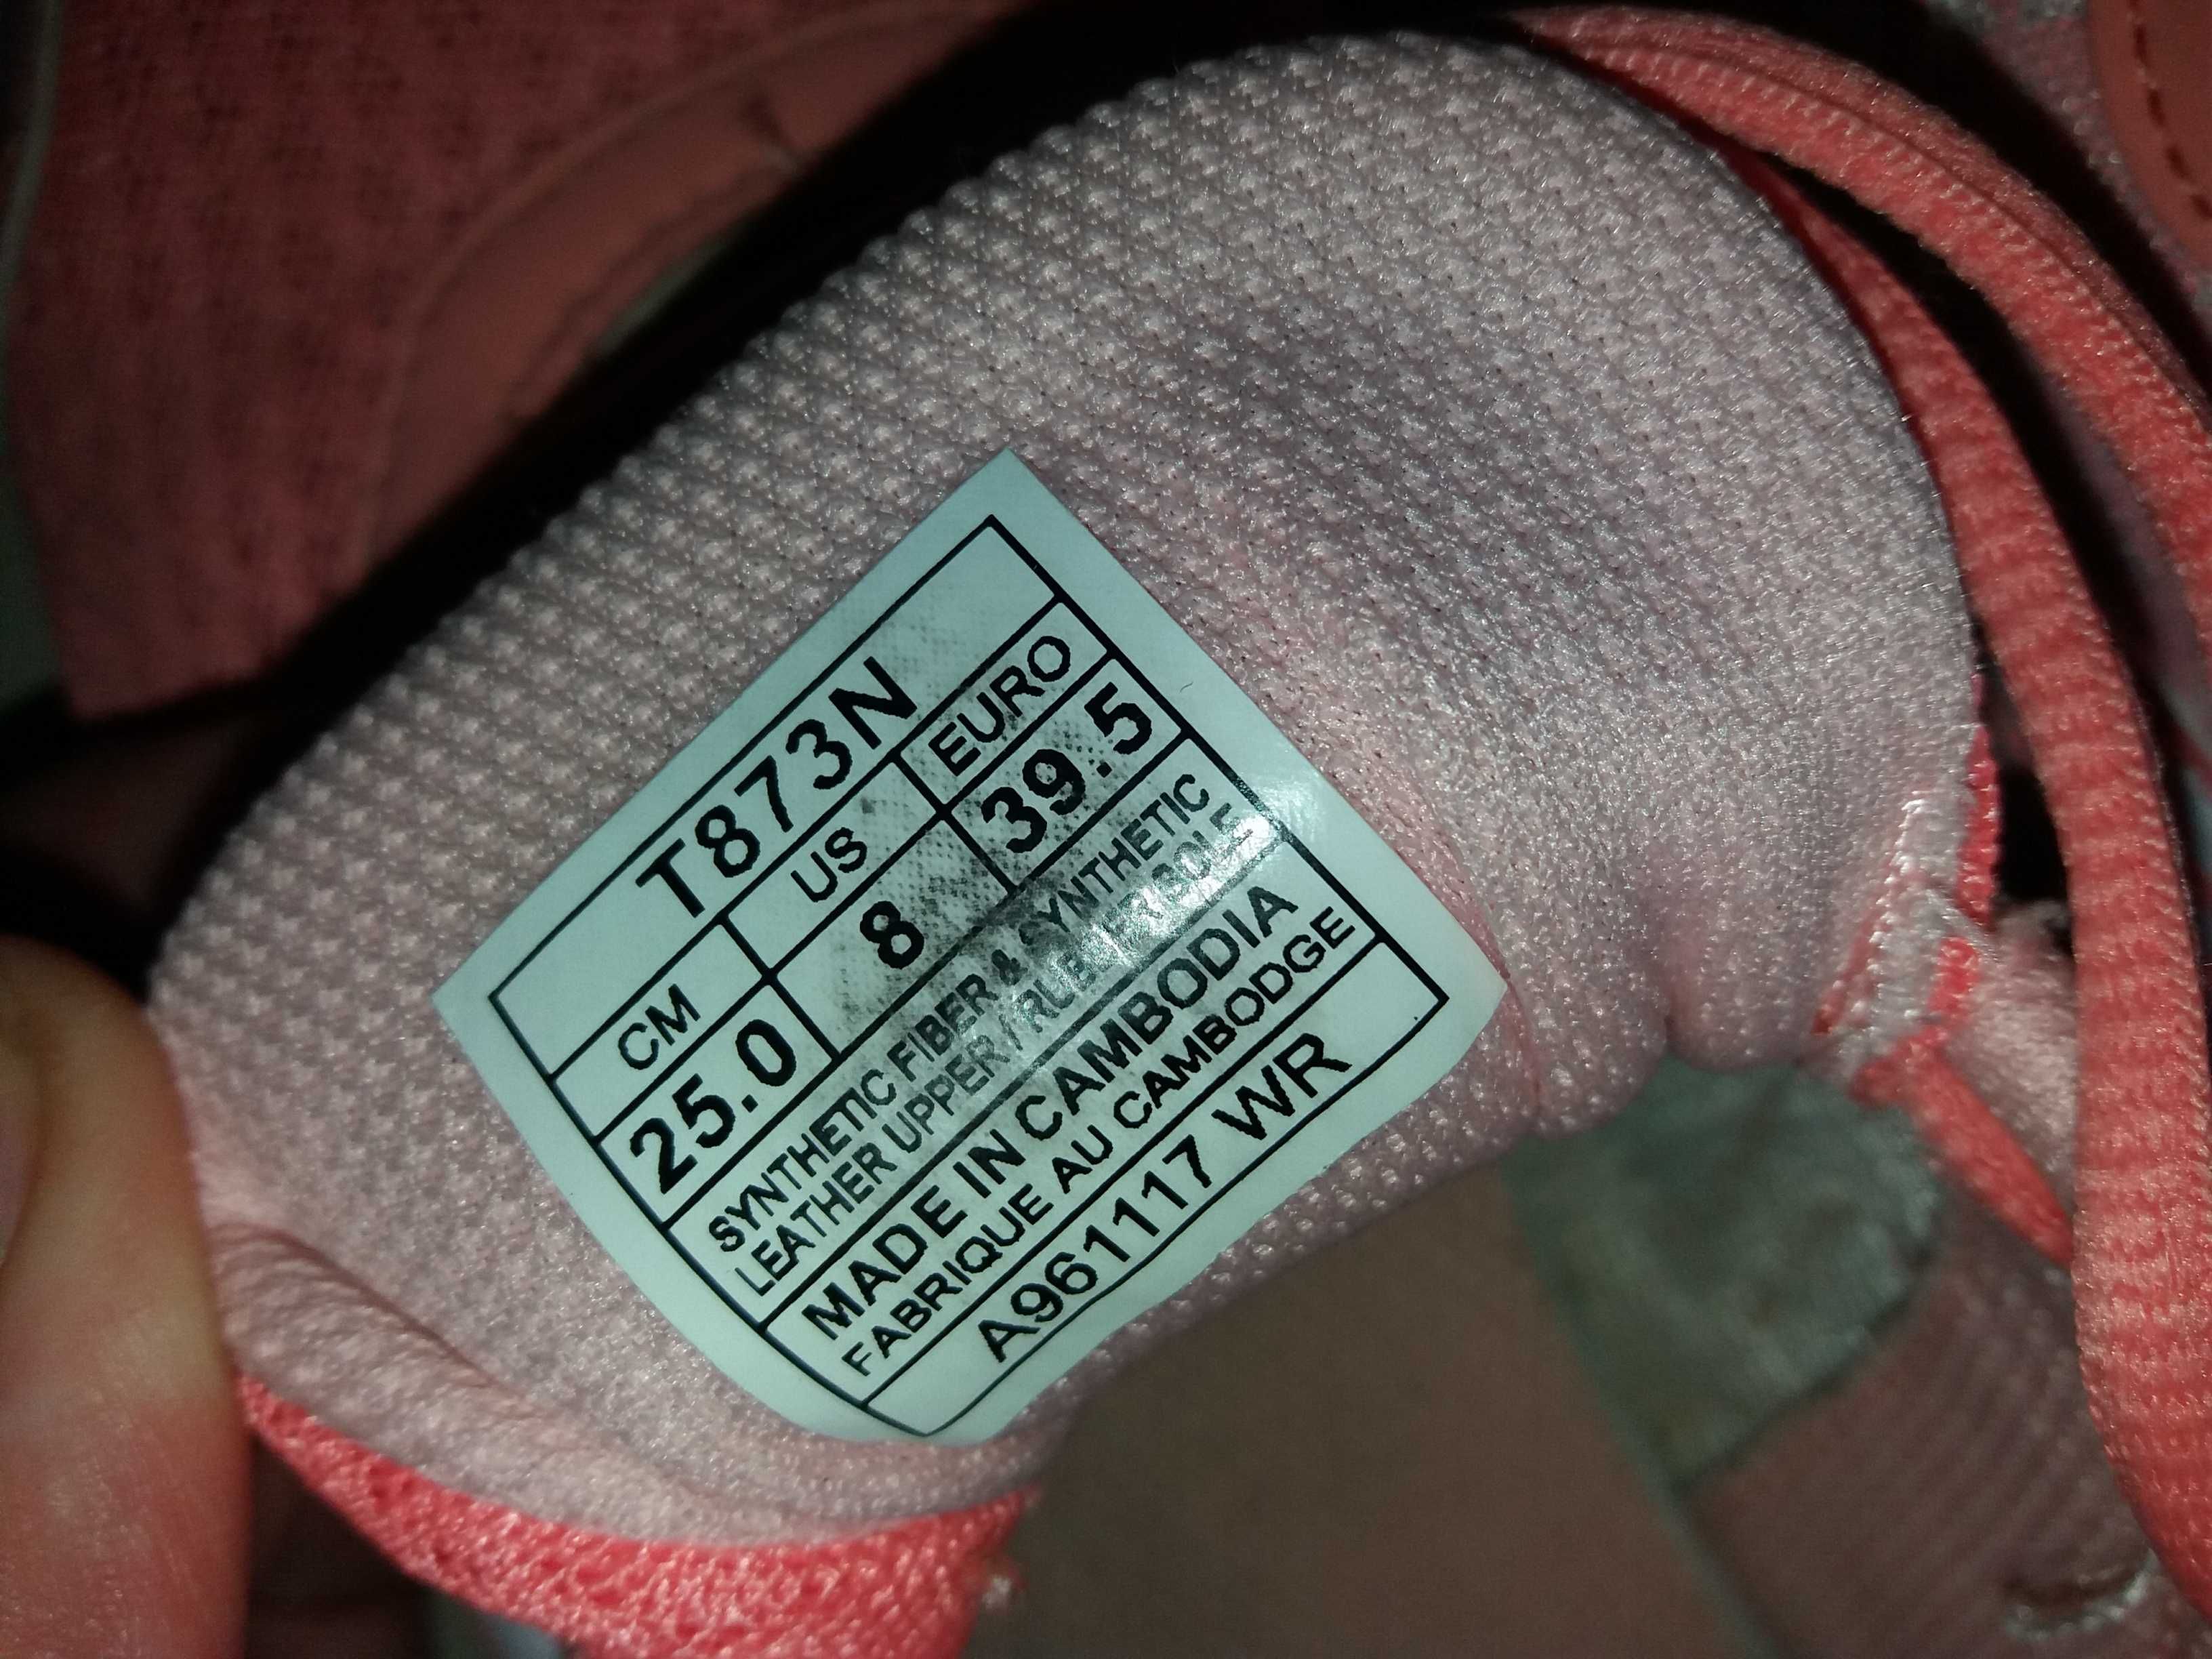 T873N
CM US EURO
25.0 8 39.5
SYNTHETIC FIBER & SYNTHETIC
LEATHER UPPER / RUBBER SOLE
MADE IN CAMBODIA
FABRIQUE AU CAMBODGE
A961117 WR